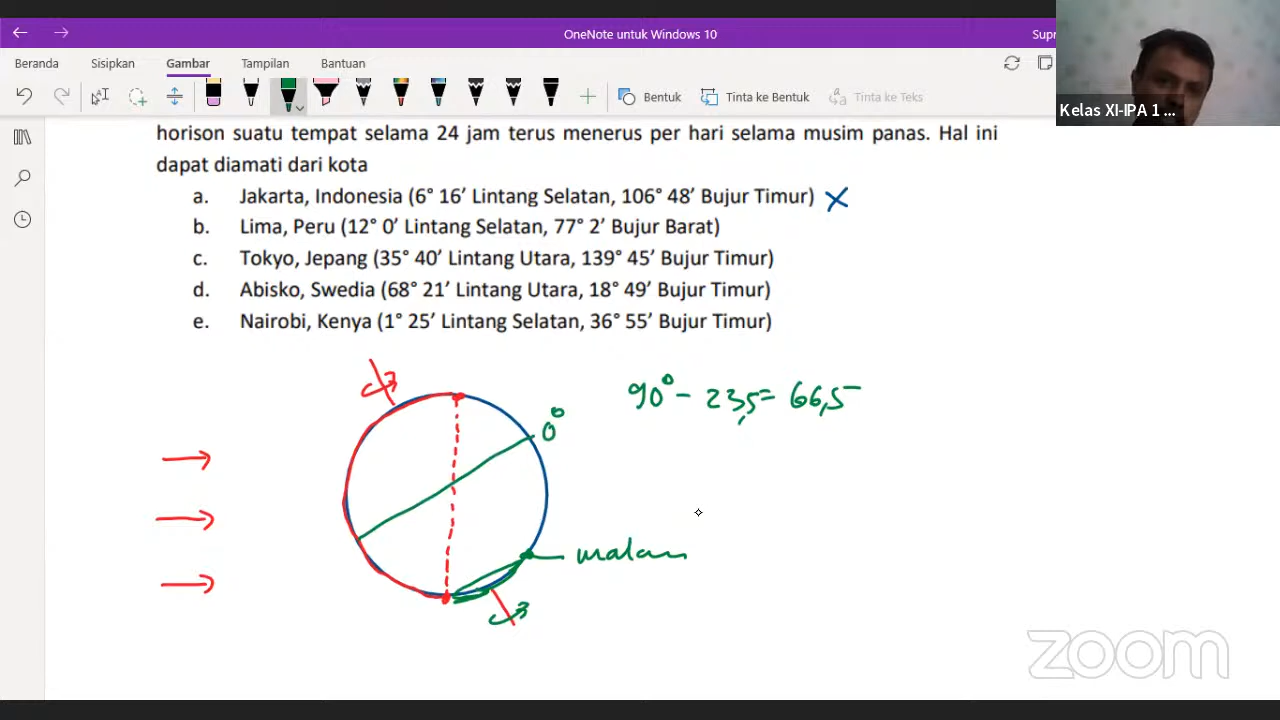 OneNote untuk Windows 10
Supr
Beranda
Sisipkan
Gambar
Tampilan
Bantuan
Bentuk
Tinta ke Bentuk
Tinta ke Teks
Kelas XI-IPA 1 ...
horison suatu tempat selama 24 jam terus menerus per hari selama musim panas. Hal ini
dapat diamati dari kota
a. Jakarta, Indonesia (6° 16’ Lintang Selatan, 106° 48’ Bujur Timur) X
b. Lima, Peru (12° 0’ Lintang Selatan, 77° 2’ Bujur Barat)
c. Tokyo, Jepang (35° 40’ Lintang Utara, 139° 45’ Bujur Timur)
d. Abisko, Swedia (68° 21’ Lintang Utara, 18° 49’ Bujur Timur)
e. Nairobi, Kenya (1° 25’ Lintang Selatan, 36° 55’ Bujur Timur)
90° - 23,5 = 66,5
0°
malam
zoom